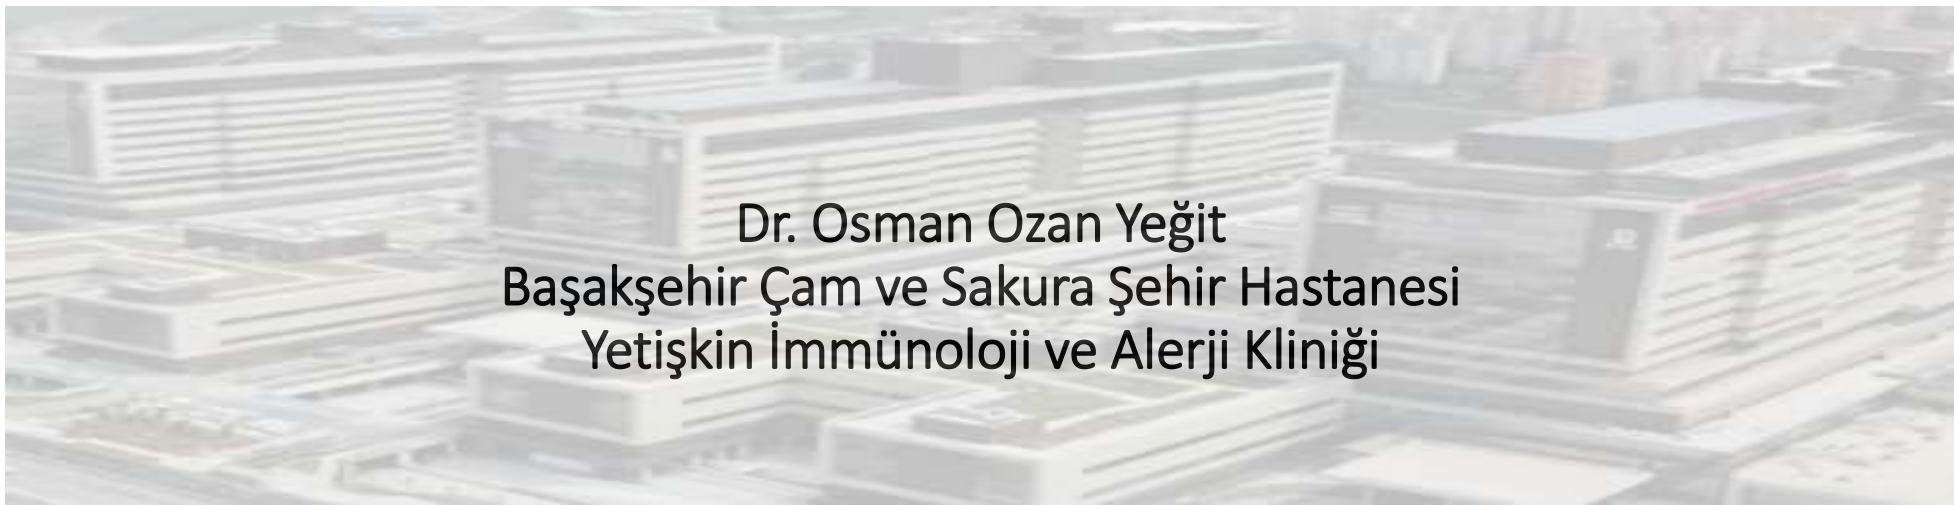 Dr. Osman Ozan Yeğit
Başakşehir Çam ve Sakura Şehir Hastanesi
Yetişkin İmmünoloji ve Alerji Kliniği